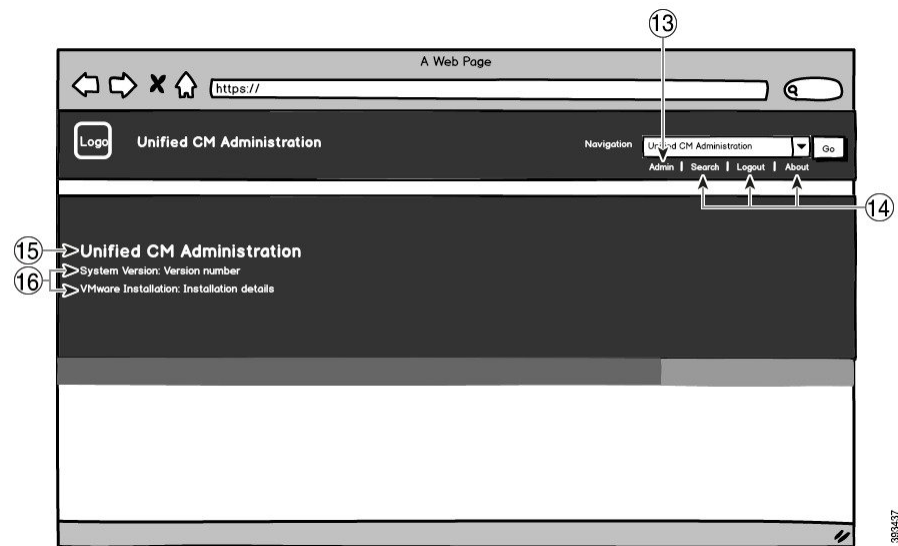 13
A Web Page
https://
Logo Unified CM Administration Navigation Unified CM Administration Go
Admin | Search | Logout | About
14
15 Unified CM Administration
16 System Version: Version number
VMware Installation: Installation details
393437